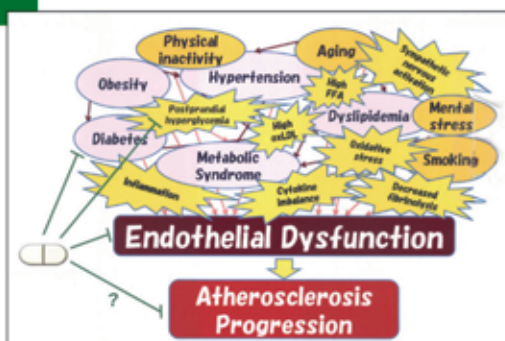 Physical
inactivity
Aging
Sympathetic
nervous
activation
Obesity
Hypertension
High
FFA
Postprandial
hyperglycemia
High
oxLDL
Dyslipidemia
Mental
stress
Diabetes
Metabolic
Syndrome
Oxidative
stress
Smoking
Inflammation
Cytokine
imbalance
Decreased
fibrinolysis
Endothelial Dysfunction
?
Atherosclerosis
Progression